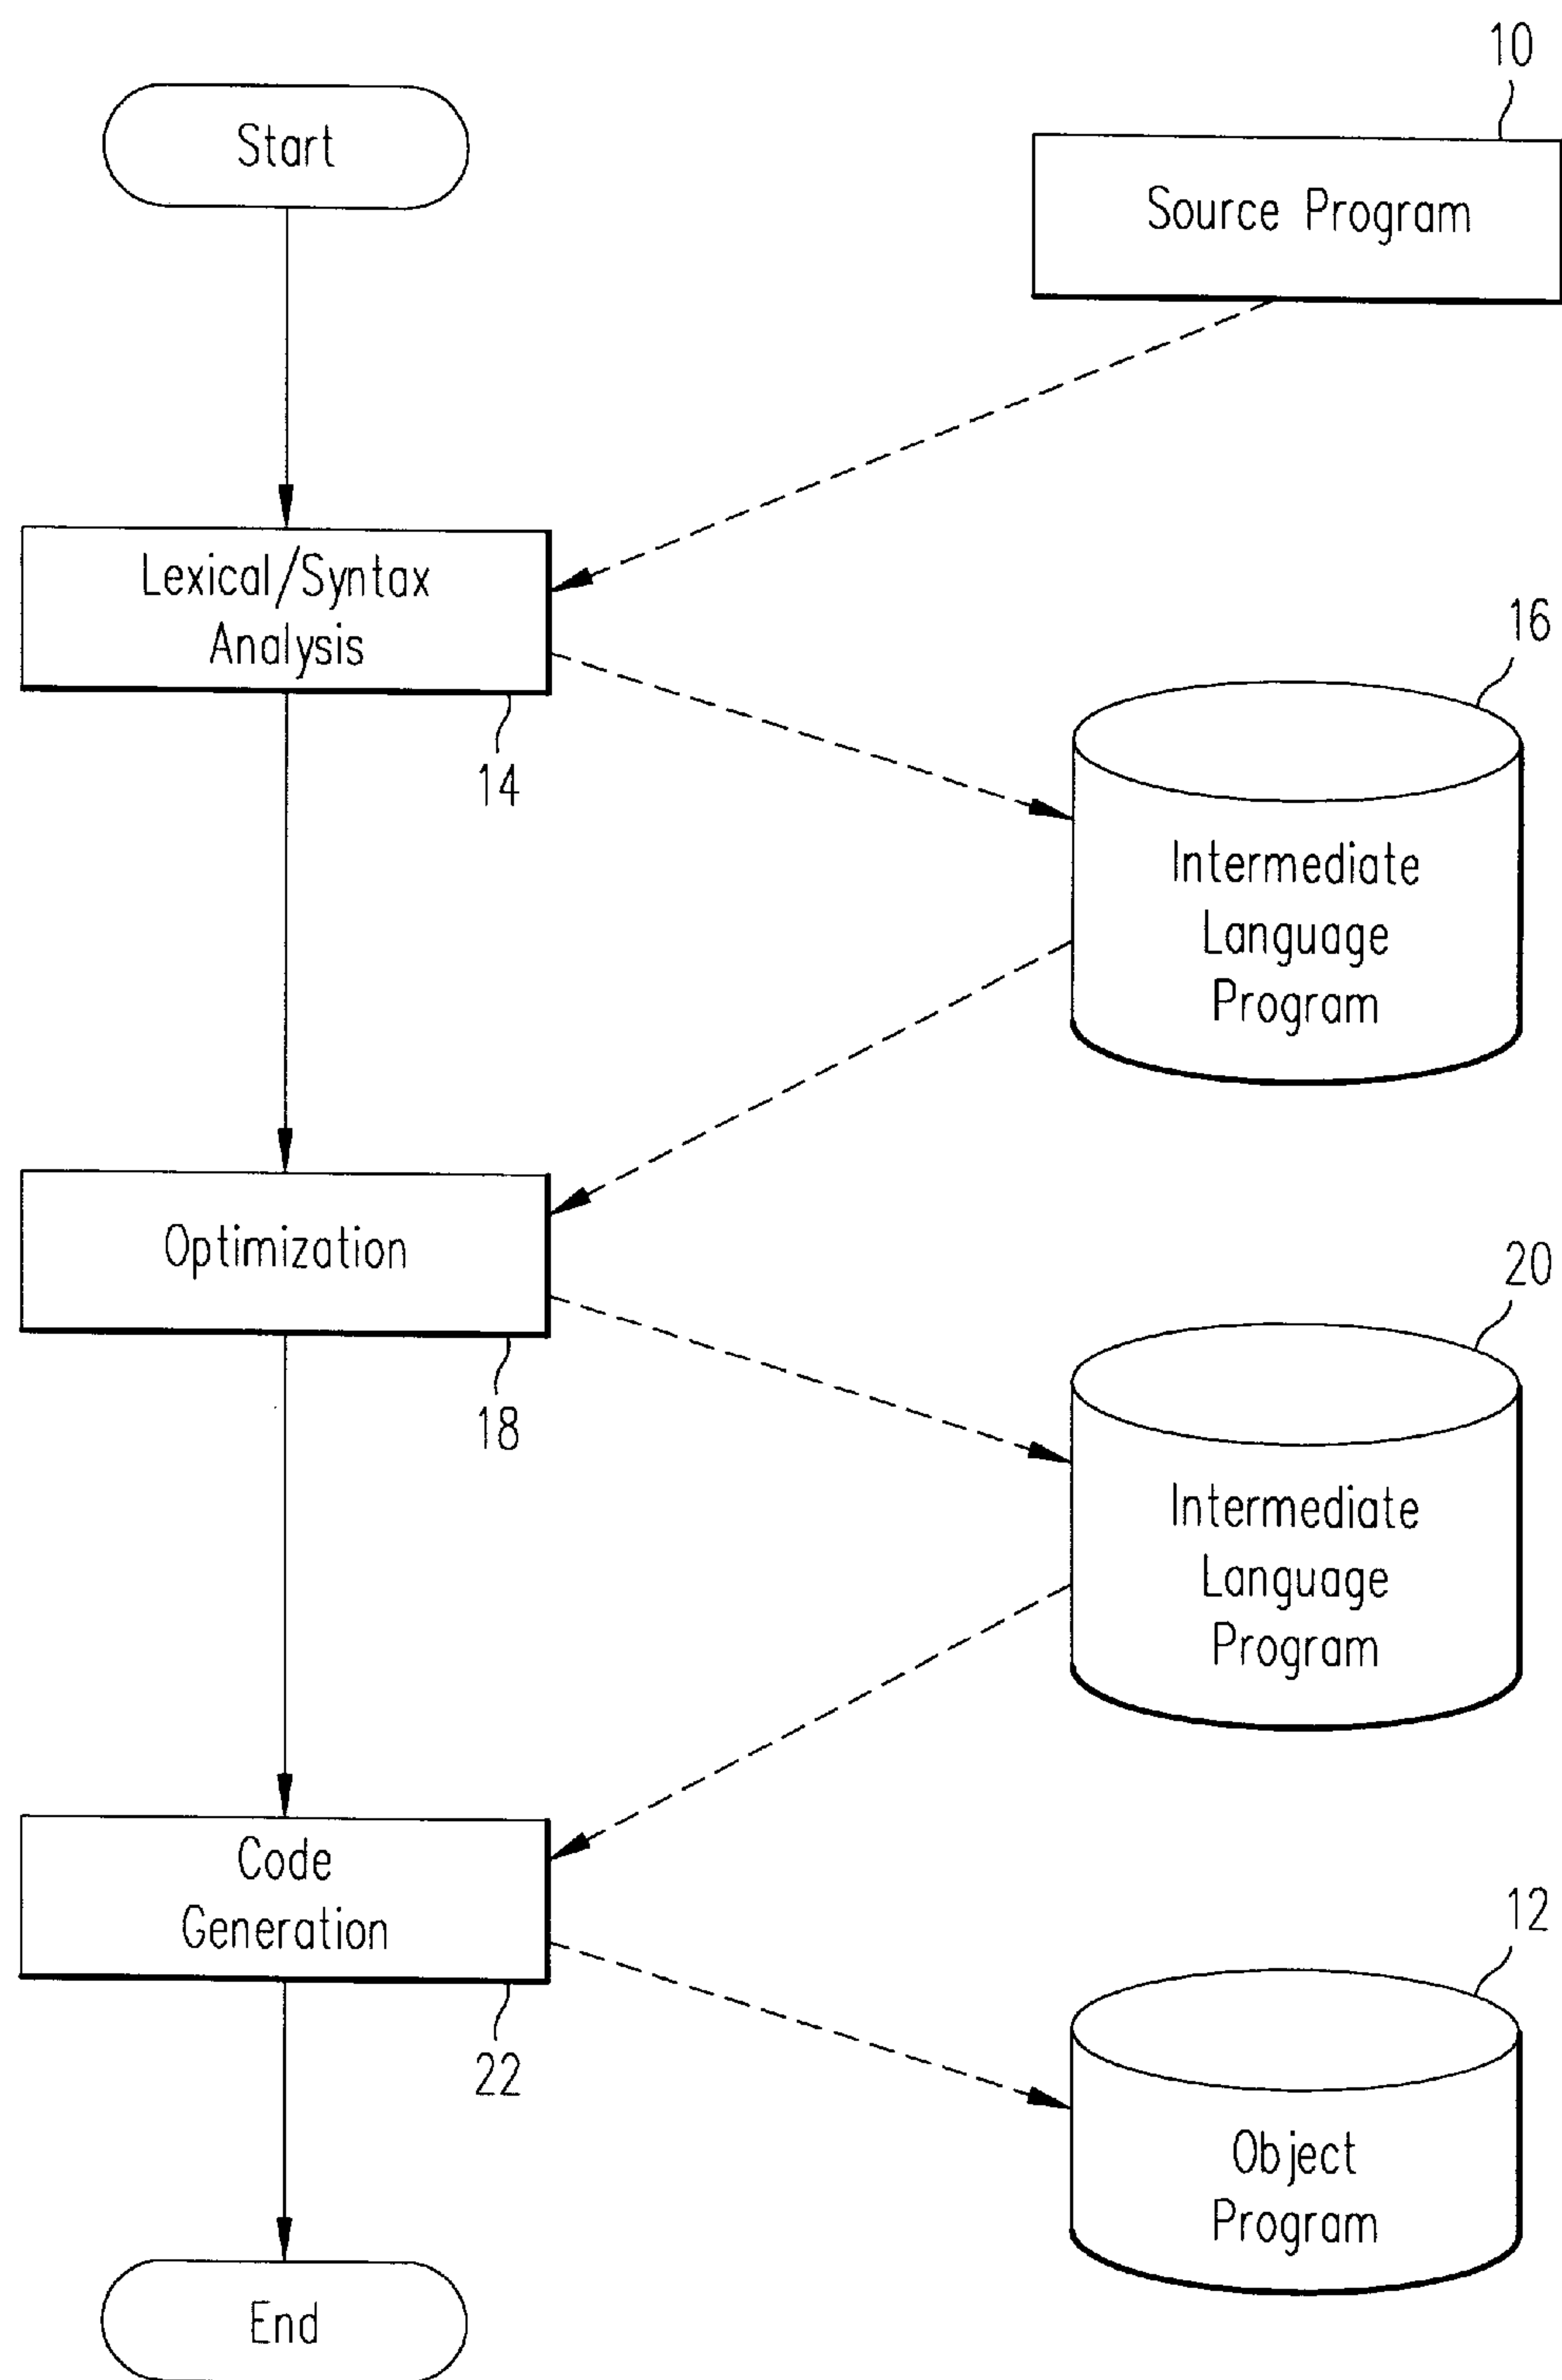 10
Start
Source Program
Lexical/Syntax
Analysis
14
16
Intermediate
Language
Program
Optimization
18
20
Intermediate
Language
Program
Code
Generation
22
12
Object
Program
End